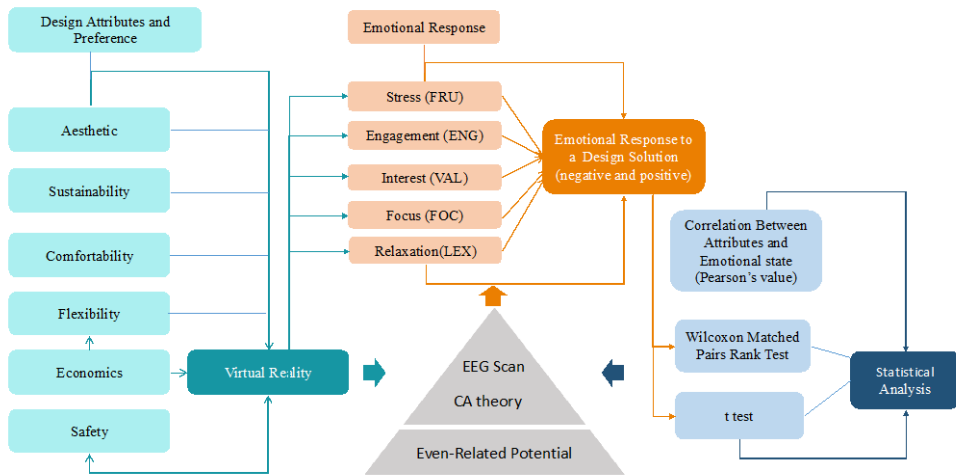 Design Attributes and
Preference
Aesthetic
Sustainability
Comfortability
Flexibility
Economics
Safety
Virtual Reality
Emotional Response
Stress (FRU)
Engagement (ENG)
Interest (VAL)
Focus (FOC)
Relaxation(LEX)
EEG Scan
CA theory
Even-Related Potential
Emotional Response to
a Design Solution
(negative and positive)
Correlation Between
Attributes and
Emotional state
(Pearson’s value)
Wilcoxon Matched
Pairs Rank Test
t test
Statistical
Analysis